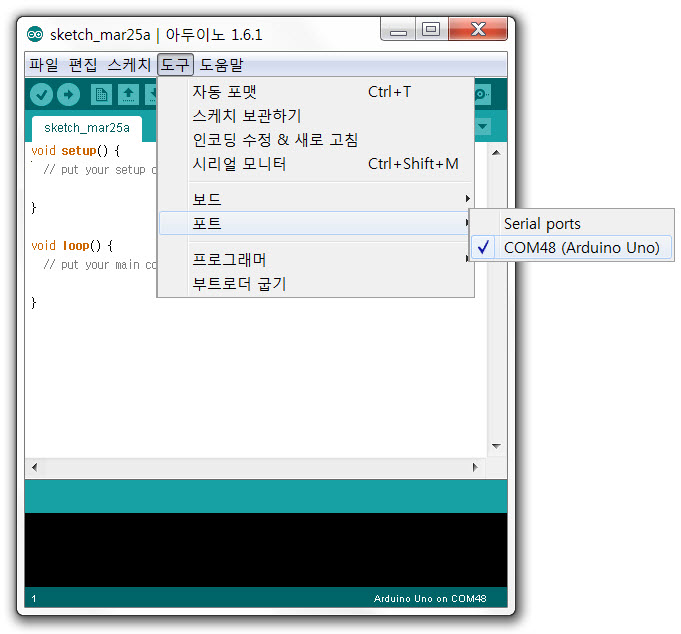 sketch_mar25a | 아두이노 1.6.1
파일 편집 스케치 도구 도움말
자동 포맷 Ctrl+T
스케치 보관하기
인코딩 수정 & 새로 고침
시리얼 모니터 Ctrl+Shift+M
보드
포트
프로그래머
부트로더 굽기
Serial ports
COM48 (Arduino Uno)
sketch_mar25a
void setup() {
// put your setup
}
void loop() {
// put your main co
}
1 Arduino Uno on COM48